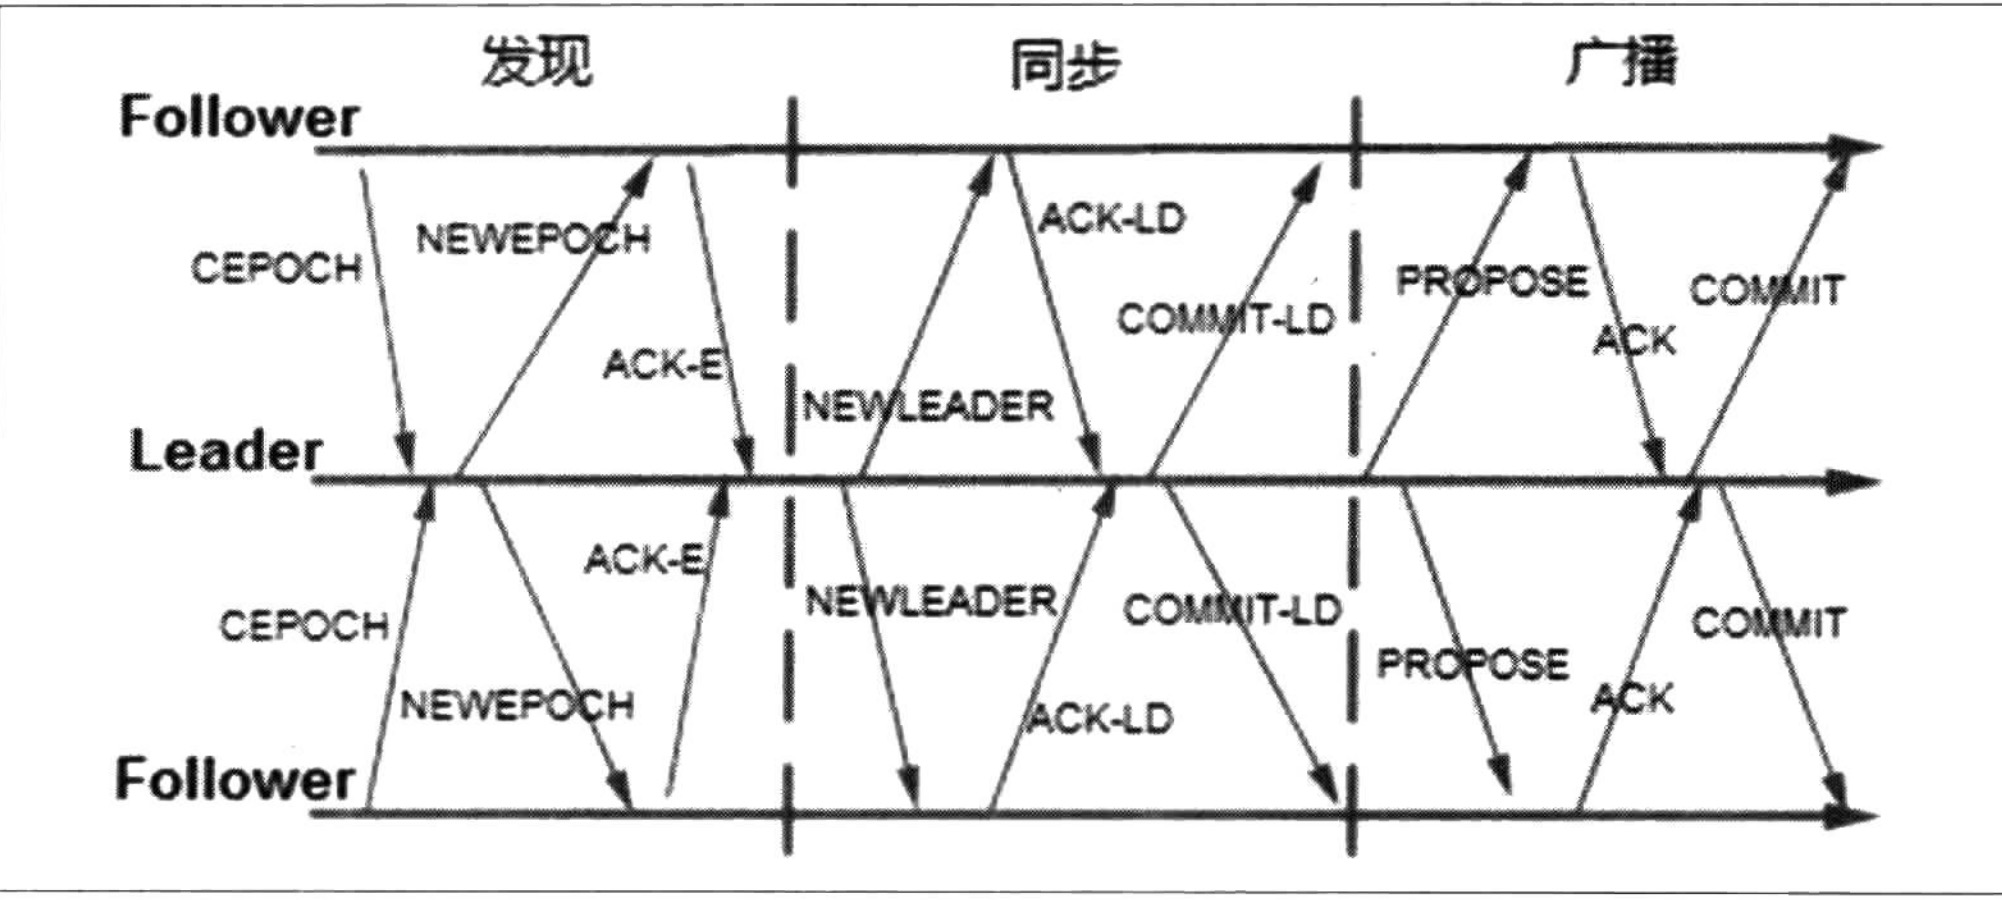 发现 同步 广播
Follower
CEPOCH
NEWEPOCH
ACK-E
NEWLEADER
ACK-LD
COMMIT-LD
PROPOSE
ACK
COMMIT
Leader
CEPOCH
NEWEPOCH
ACK-E
NEWLEADER
ACK-LD
COMMIT-LD
PROPOSE
ACK
COMMIT
Follower